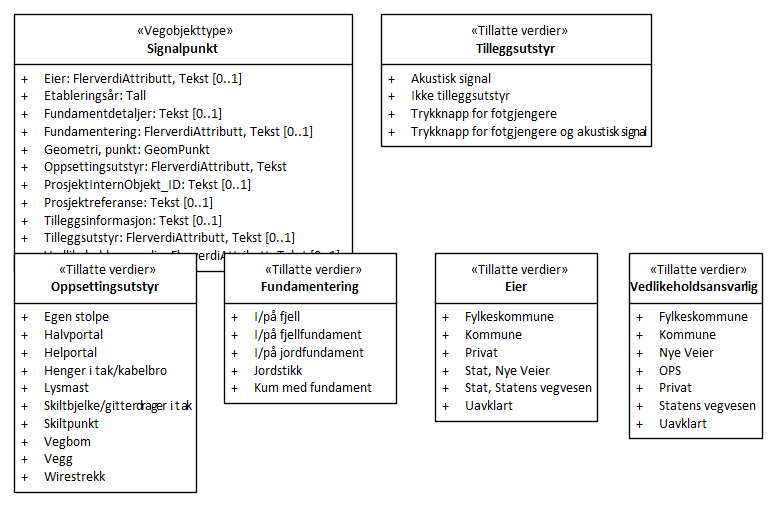 «Vegobjekttype»
Signalpunkt
+ Eier: FlerverdiAttributt, Tekst [0..1]
+ Etableringsår: Tall
+ Fundamentdetaljer: Tekst [0..1]
+ Fundamentering: FlerverdiAttributt, Tekst [0..1]
+ Geometri, punkt: GeomPunkt
+ Oppsettingsutstyr: FlerverdiAttributt, Tekst
+ ProsjektInternObjekt_ID: Tekst [0..1]
+ Prosjektreferanse: Tekst [0..1]
+ Tilleggsinformasjon: Tekst [0..1]
+ Tilleggsutstyr: FlerverdiAttributt, Tekst [0..1]
«Tillatte verdier»
Tilleggsutstyr
+ Akustisk signal
+ Ikke tilleggsutstyr
+ Trykknapp for fotgjengere
+ Trykknapp for fotgjengere og akustisk signal
«Tillatte verdier»
Oppsettingsutstyr
+ Egen stolpe
+ Halvportal
+ Helportal
+ Henger i tak/kabelbro
+ Lysmast
+ Skiltbjelke/gitterdrager i tak
+ Skiltpunkt
+ Vegbom
+ Vegg
+ Wirestrekk
«Tillatte verdier»
Fundamentering
+ I/på fjell
+ I/på fjellfundament
+ I/på jordfundament
+ Jordstikk
+ Kum med fundament
«Tillatte verdier»
Eier
+ Fylkeskommune
+ Kommune
+ Privat
+ Stat, Nye Veier
+ Stat, Statens vegvesen
+ Uavklart
«Tillatte verdier»
Vedlikeholdsansvarlig
+ Fylkeskommune
+ Kommune
+ Nye Veier
+ OPS
+ Privat
+ Statens vegvesen
+ Uavklart